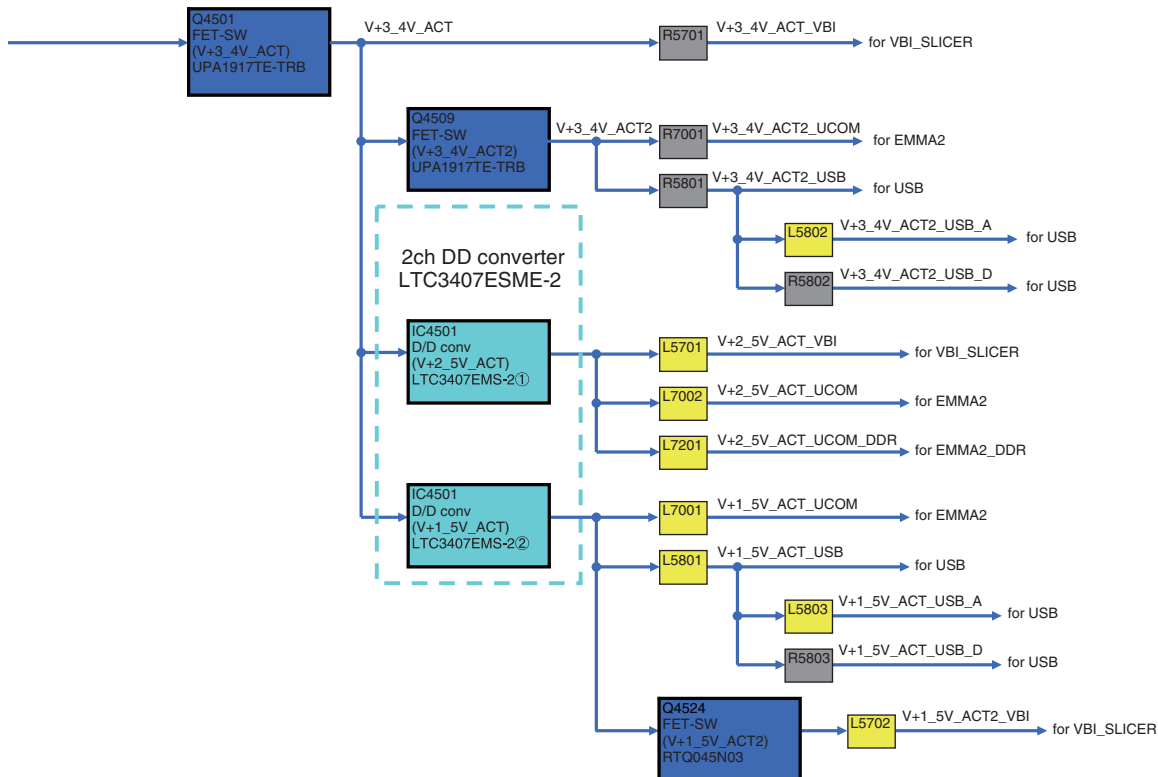 Q4501
FET-SW
(V+3_4V_ACT)
UPA1917TE-TRB
V+3_4V_ACT
R5701
V+3_4V_ACT_VBI
for VBI_SLICER
Q4509
FET-SW
(V+3_4V_ACT2)
UPA1917TE-TRB
V+3_4V_ACT2
R7001
V+3_4V_ACT2_UCOM
for EMMA2
R5801
V+3_4V_ACT2_USB
for USB
L5802
V+3_4V_ACT2_USB_A
for USB
R5802
V+3_4V_ACT2_USB_D
for USB
2ch DD converter
LTC3407ESME-2
IC4501
D/D conv
(V+2_5V_ACT)
LTC3407EMS-2①
L5701
V+2_5V_ACT_VBI
for VBI_SLICER
L7002
V+2_5V_ACT_UCOM
for EMMA2
L7201
V+2_5V_ACT_UCOM_DDR
for EMMA2_DDR
IC4501
D/D conv
(V+1_5V_ACT)
LTC3407EMS-2②
L7001
V+1_5V_ACT_UCOM
for EMMA2
L5801
V+1_5V_ACT_USB
for USB
L5803
V+1_5V_ACT_USB_A
for USB
R5803
V+1_5V_ACT_USB_D
for USB
Q4524
FET-SW
(V+1_5V_ACT2)
RTQ045N03
L5702
V+1_5V_ACT2_VBI
for VBI_SLICER